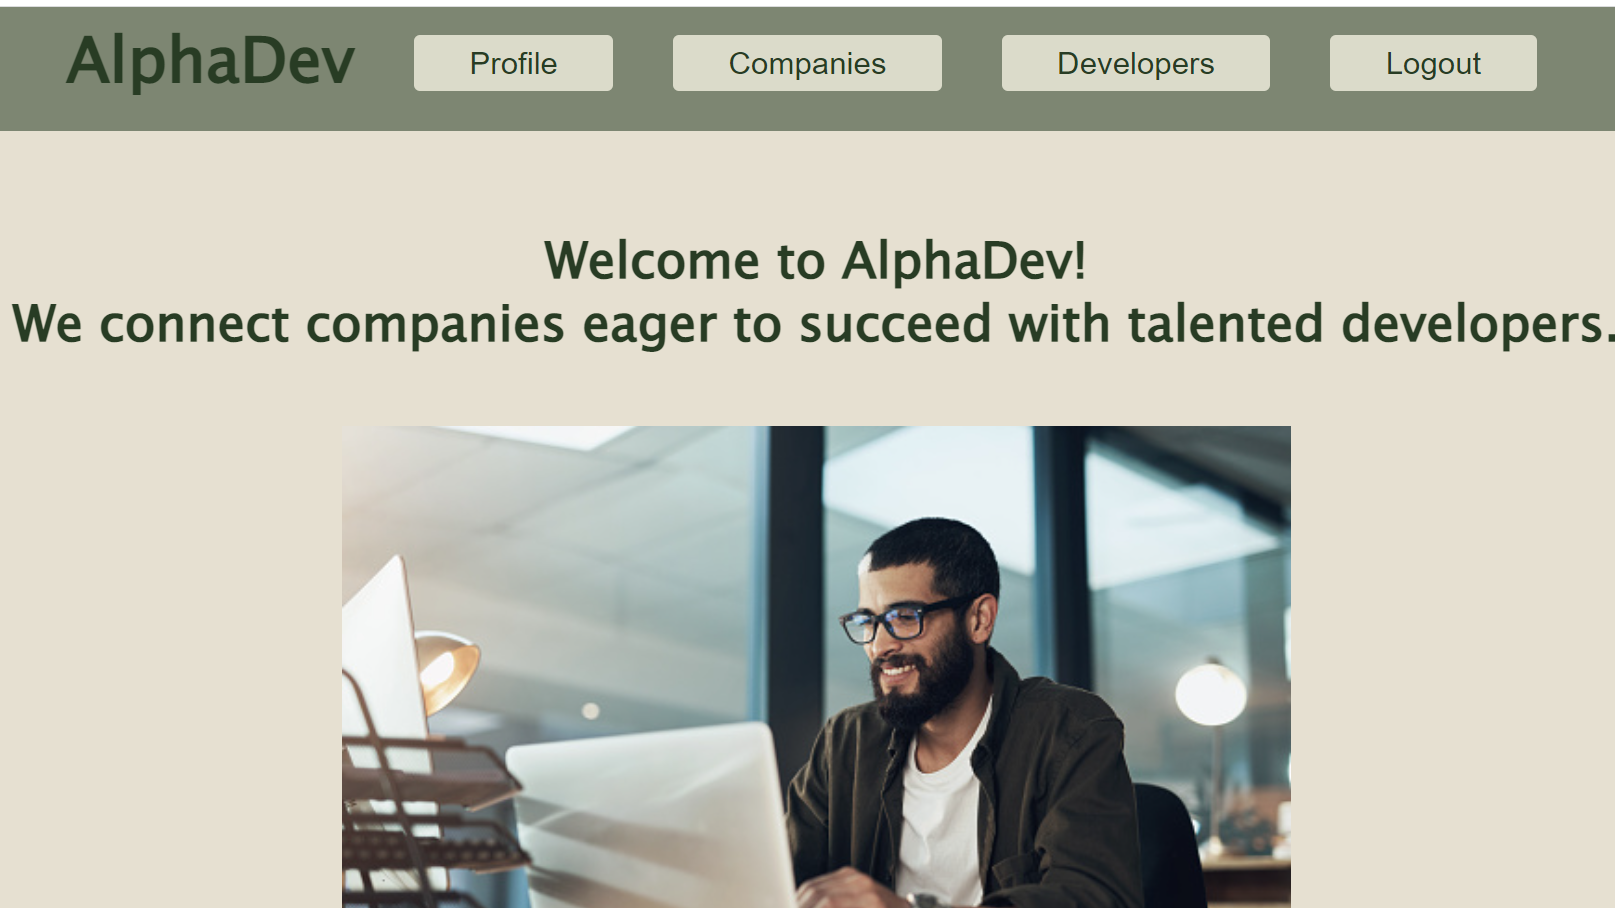 AlphaDev Profile Companies Developers Logout
Welcome to AlphaDev!
We connect companies eager to succeed with talented developers.